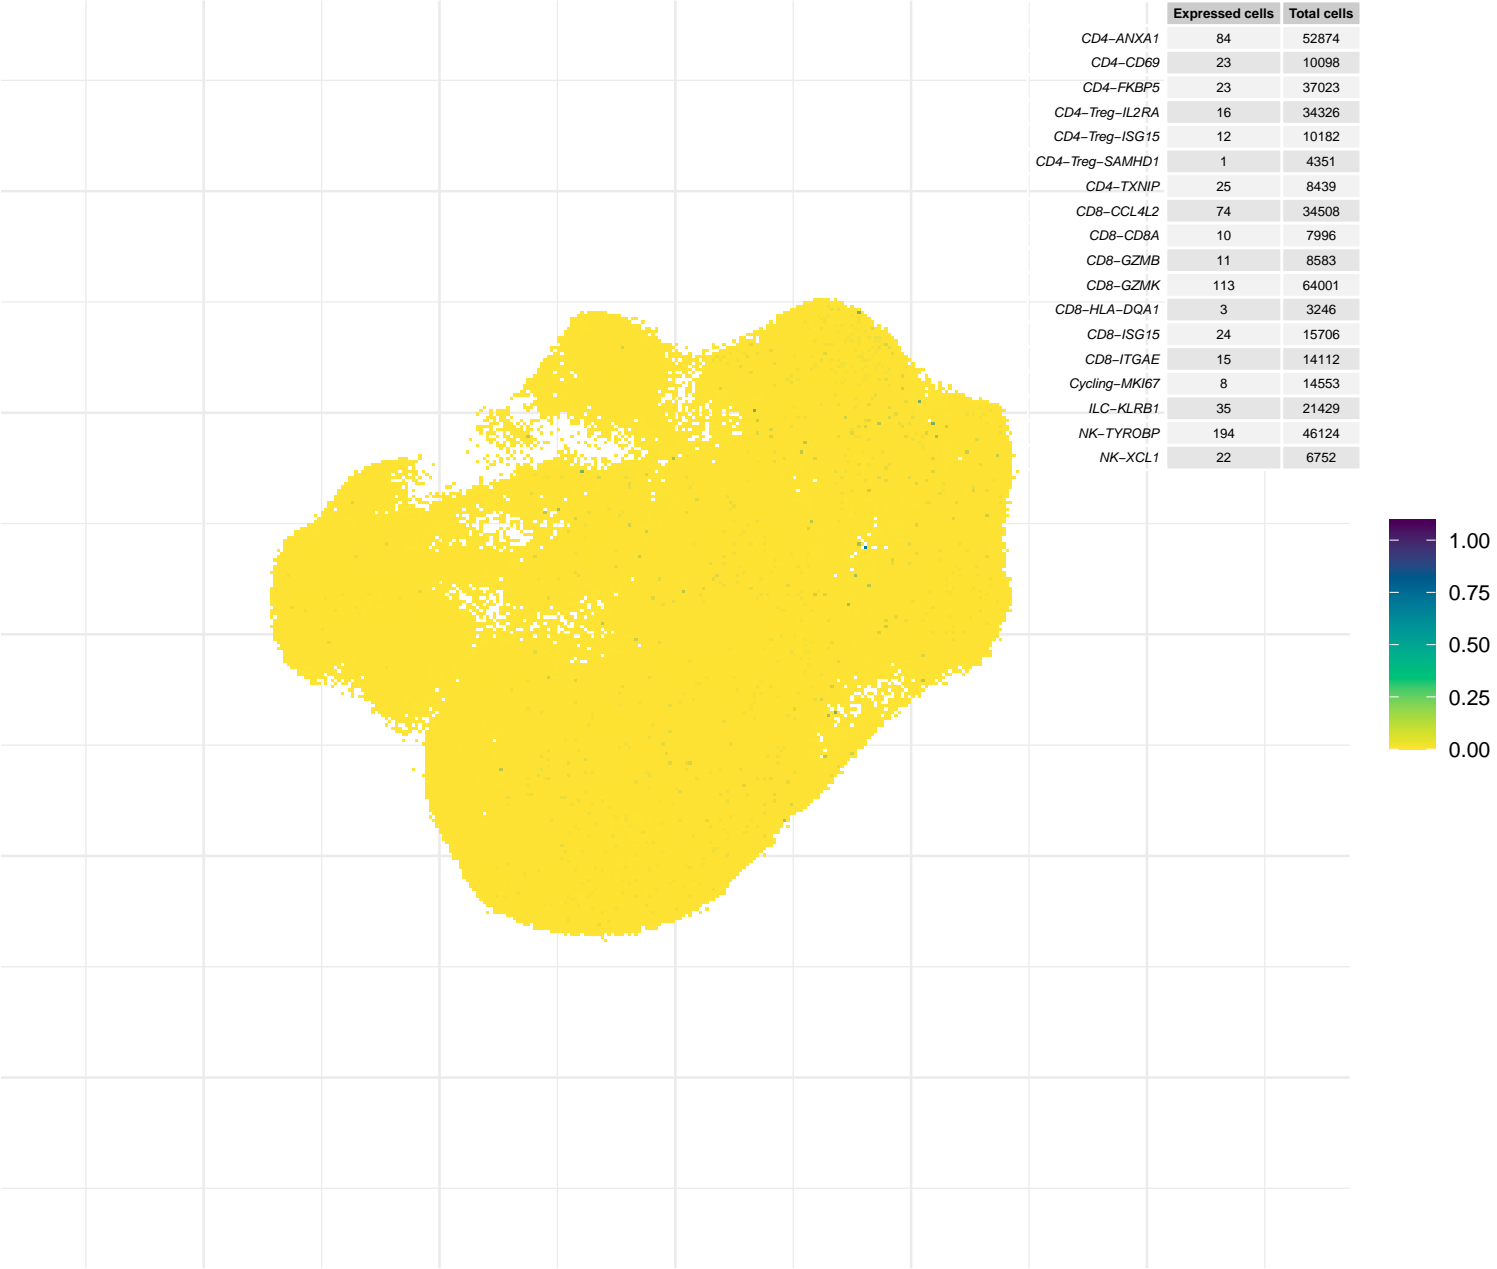 Expressed cells Total cells
CD4−ANXA1 84 52874
CD4−CD69 23 10098
CD4−FKBP5 23 37023
CD4−Treg−IL2RA 16 34326
CD4−Treg−ISG15 12 10182
CD4−Treg−SAMHD1 1 4351
CD4−TXNIP 25 8439
CD8−CCL4L2 74 34508
CD8−CD8A 10 7996
CD8−GZMB 11 8583
CD8−GZMK 113 64001
CD8−HLA−DQA1 3 3246
CD8−ISG15 24 15706
CD8−ITGAE 15 14112
Cycling−MKI67 8 14553
ILC−KLRB1 35 21429
NK−TYROBP 194 46124
NK−XCL1 22 6752
1.00
0.75
0.50
0.25
0.00